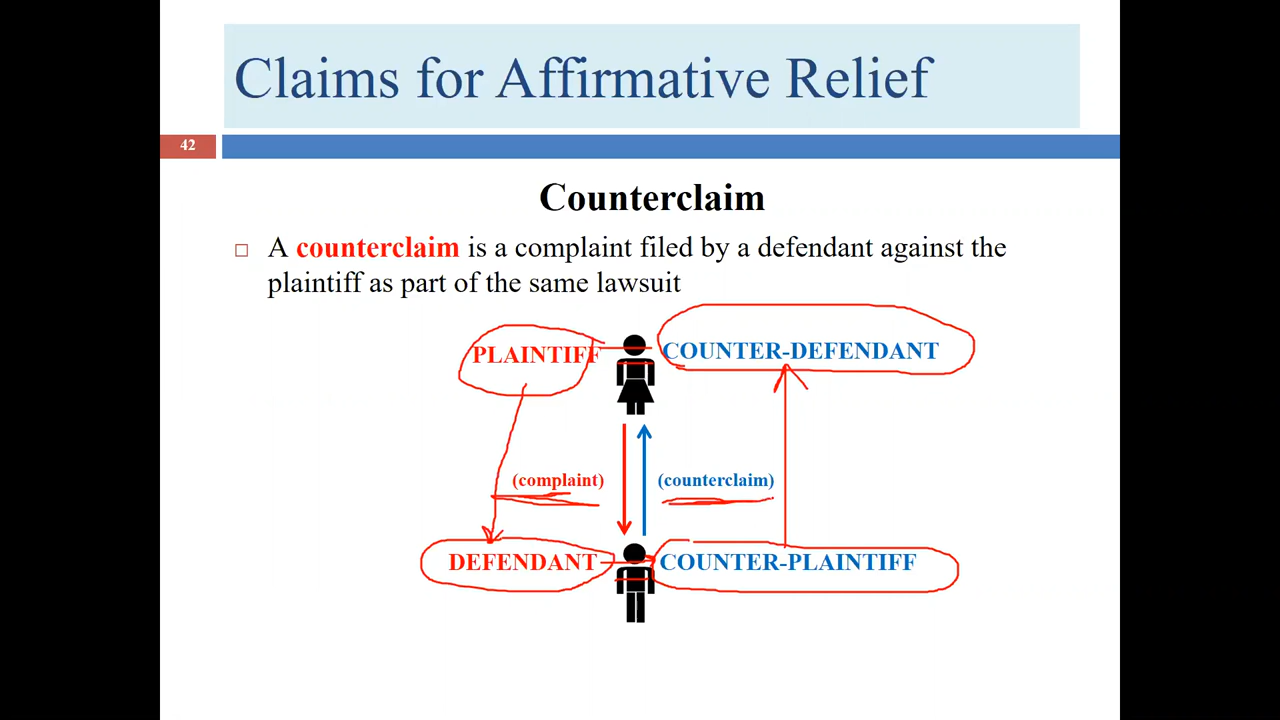 Claims for Affirmative Relief
42
Counterclaim
A counterclaim is a complaint filed by a defendant against the
plaintiff as part of the same lawsuit
PLAINTIFF COUNTER-DEFENDANT
(complaint) (counterclaim)
DEFENDANT COUNTER-PLAINTIFF